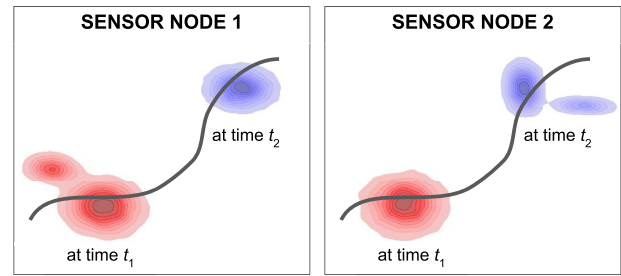 SENSOR NODE 1
at time t2
at time t1
SENSOR NODE 2
at time t2
at time t1